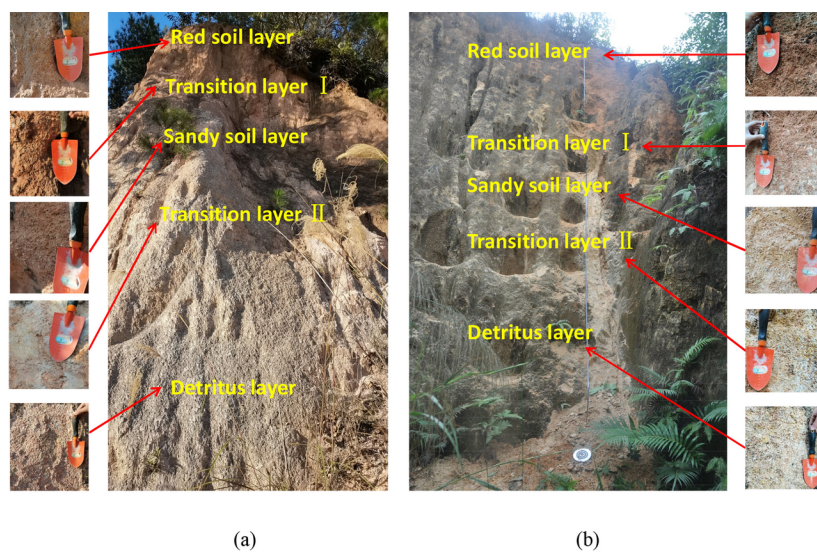 Red soil layer
Transition layer Ⅰ
Sandy soil layer
Transition layer Ⅱ
Detritus layer
Red soil layer
Transition layer Ⅰ
Sandy soil layer
Transition layer Ⅱ
Detritus layer
(a)
(b)